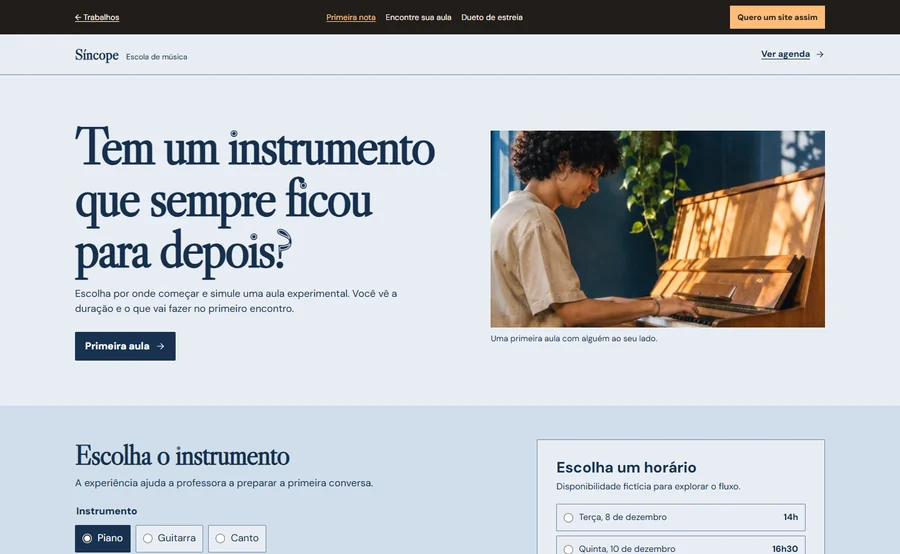 ← Trabalhos
Primeira nota
Encontre sua aula
Dueto de estreia
Quero um site assim
Síncope
Escola de música
Ver agenda →
Tem um instrumento
que sempre ficou
para depois?
Escolha por onde começar e simule uma aula experimental. Você vê a
duração e o que vai fazer no primeiro encontro.
Primeira aula →
Uma primeira aula com alguém ao seu lado.
Escolha o instrumento
A experiência ajuda a professora a preparar a primeira conversa.
Instrumento
Piano
Guitarra
Canto
Escolha um horário
Disponibilidade fictícia para explorar o fluxo.
Terça, 8 de dezembro 14h
Quinta, 10 de dezembro 16h30